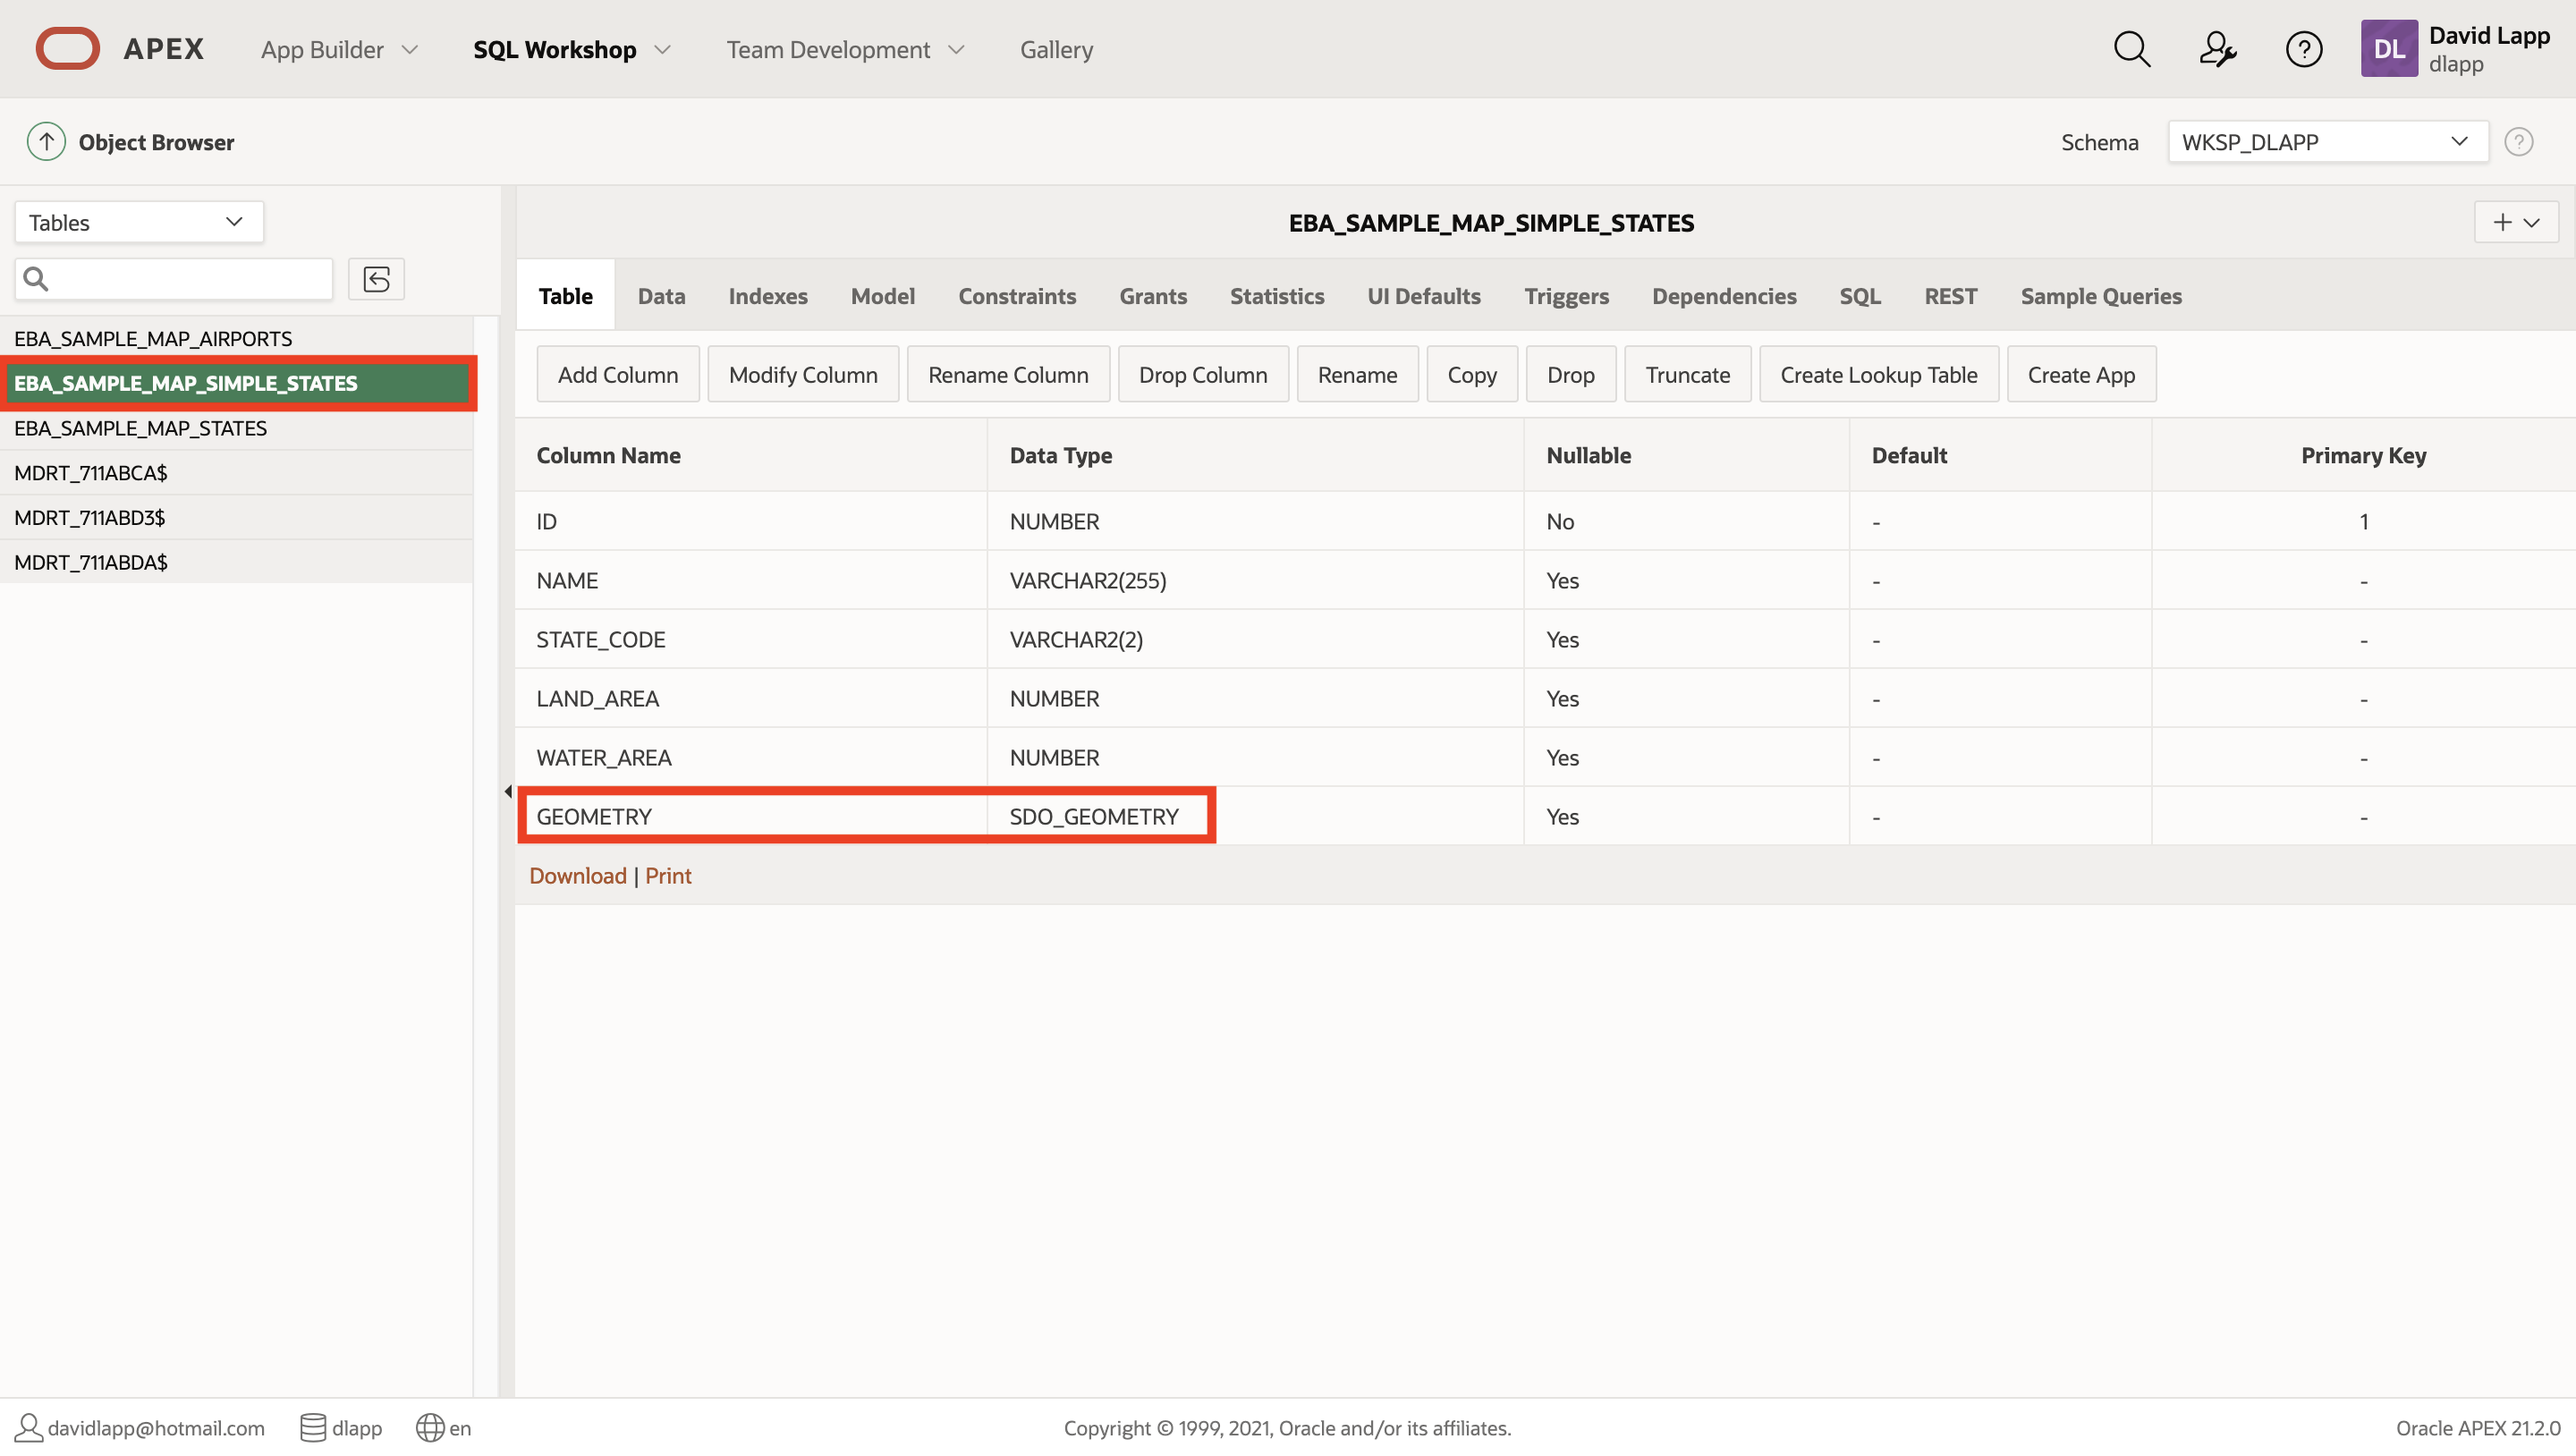 APEX App Builder SQL Workshop Team Development Gallery DL David Lapp
dlapp
Object Browser Schema WKSP_DLAPP
Tables
EBA_SAMPLE_MAP_AIRPORTS
EBA_SAMPLE_MAP_SIMPLE_STATES
EBA_SAMPLE_MAP_STATES
MDRT_711ABCA$
MDRT_711ABD3$
MDRT_711ABDA$
EBA_SAMPLE_MAP_SIMPLE_STATES
Table Data Indexes Model Constraints Grants Statistics UI Defaults Triggers Dependencies SQL REST Sample Queries
Add Column Modify Column Rename Column Drop Column Rename Copy Drop Truncate Create Lookup Table Create App
Column Name Data Type Nullable Default Primary Key
ID NUMBER No - 1
NAME VARCHAR2(255) Yes - -
STATE_CODE VARCHAR2(2) Yes - -
LAND_AREA NUMBER Yes - -
WATER_AREA NUMBER Yes - -
GEOMETRY SDO_GEOMETRY Yes - -
Download | Print
davidlapp@hotmail.com dlapp en Copyright © 1999, 2021, Oracle and/or its affiliates. Oracle APEX 21.2.0